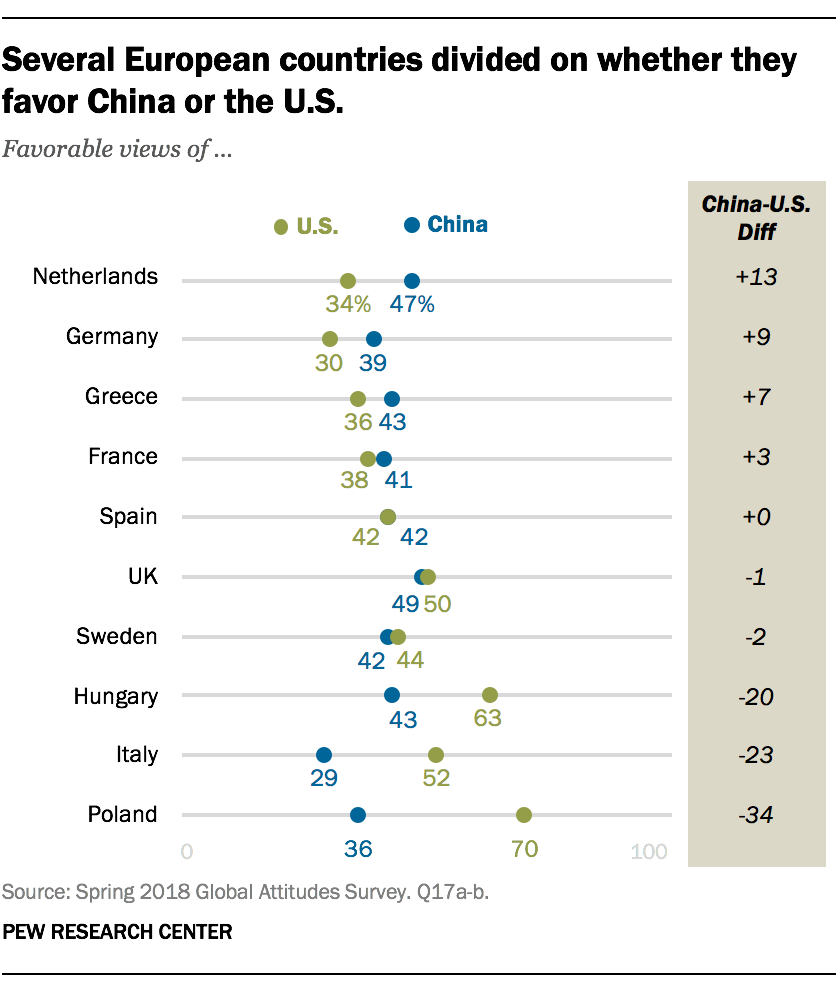 Several European countries divided on whether they
favor China or the U.S.
Favorable views of ...
China-U.S.
Diff
U.S. China
Netherlands +13
34% 47%
Germany +9
30 39
Greece +7
36 43
France +3
38 41
Spain +0
42 42
UK -1
49 50
Sweden -2
42 44
Hungary -20
43 63
Italy -23
29 52
Poland -34
0 36 70 100
Source: Spring 2018 Global Attitudes Survey. Q17a-b.
PEW RESEARCH CENTER